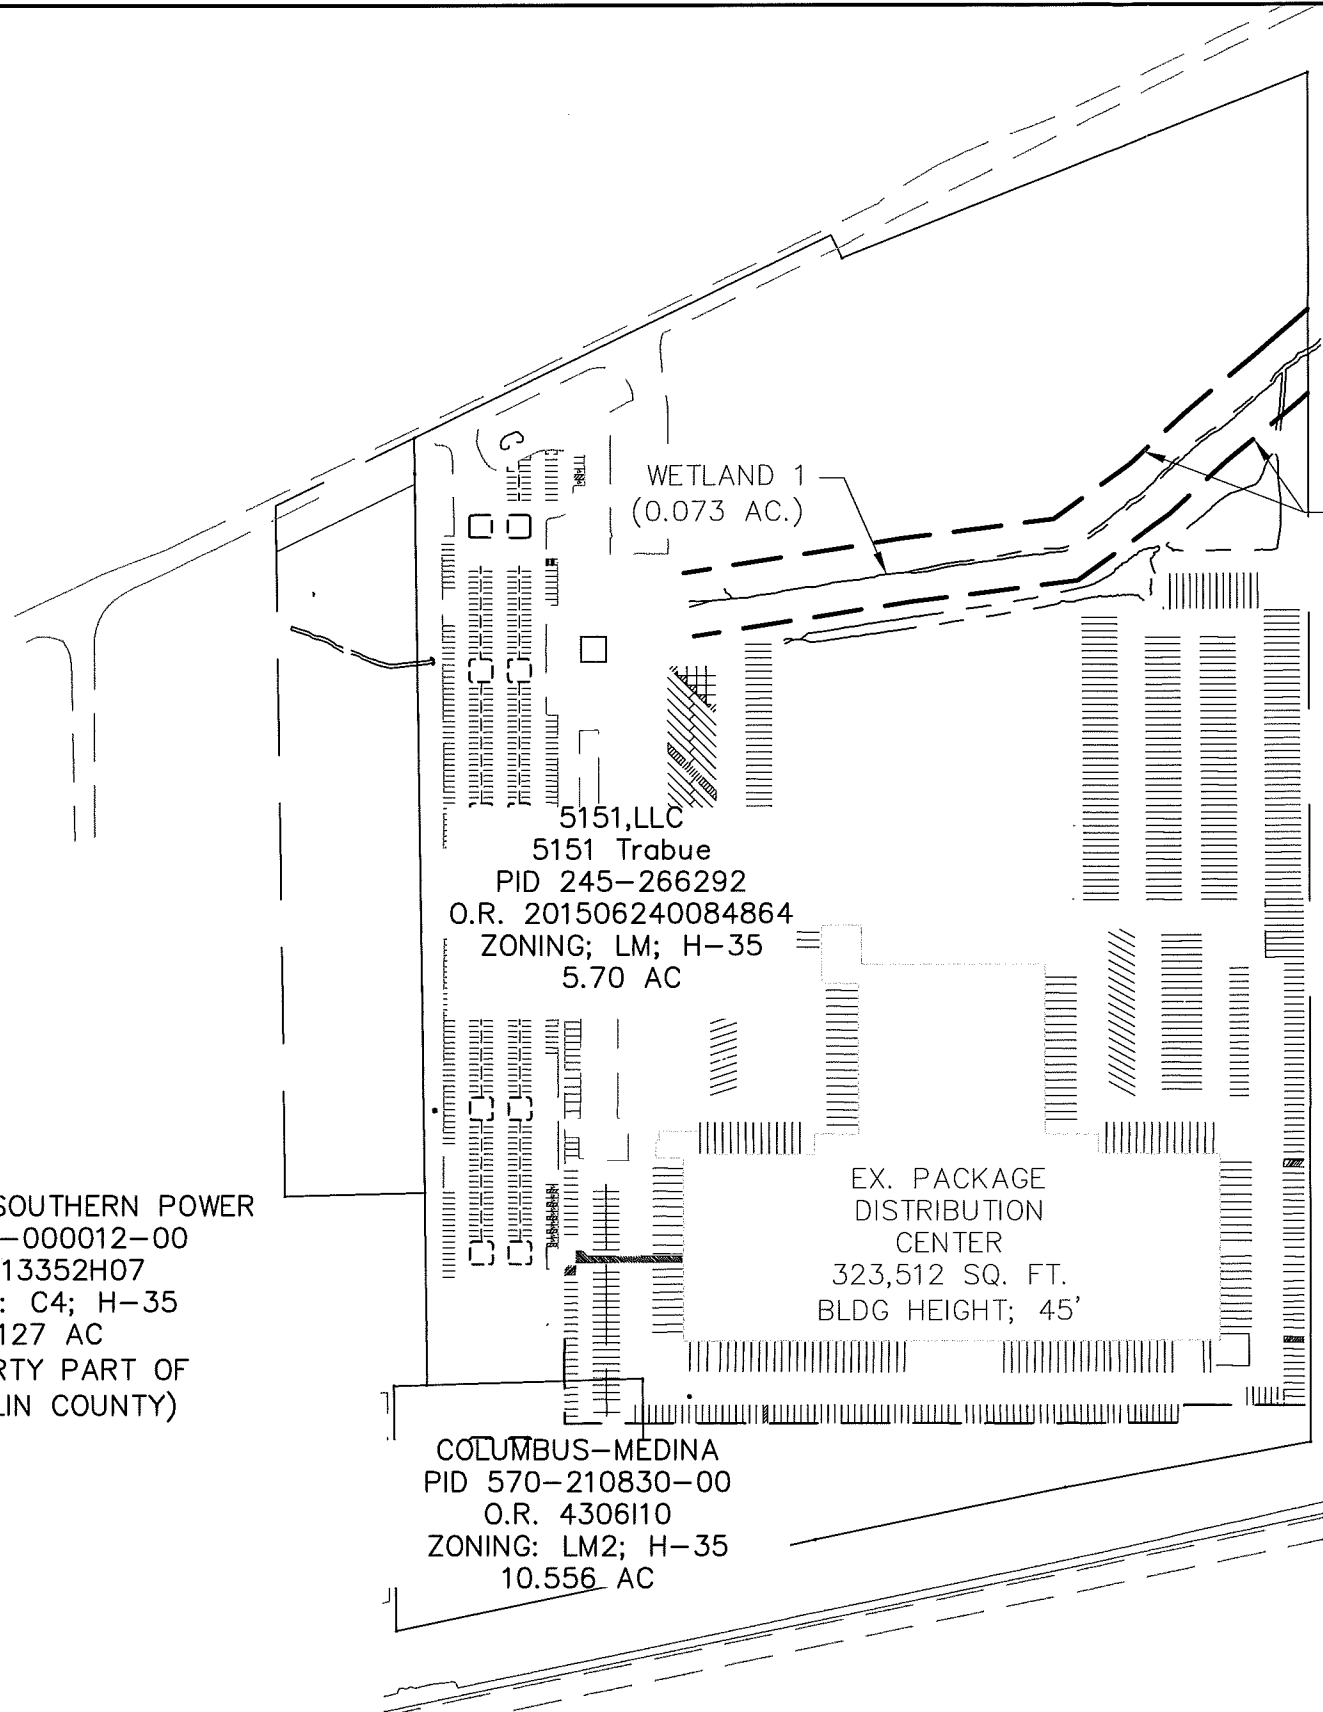 WETLAND 1
(0.073 AC.)
5151,LLC
5151 Trabue
PID 245-266292
O.R. 201506240084864
ZONING; LM; H-35
5.70 AC
EX. PACKAGE
DISTRIBUTION
CENTER
323,512 SQ. FT.
BLDG HEIGHT; 45'
SOUTHERN POWER
-000012-00
13352H07
: C4; H-35
127 AC
RTY PART OF
LIN COUNTY)
COLUMBUS-MEDINA
PID 570-210830-00
O.R. 4306I10
ZONING: LM2; H-35
10.556 AC